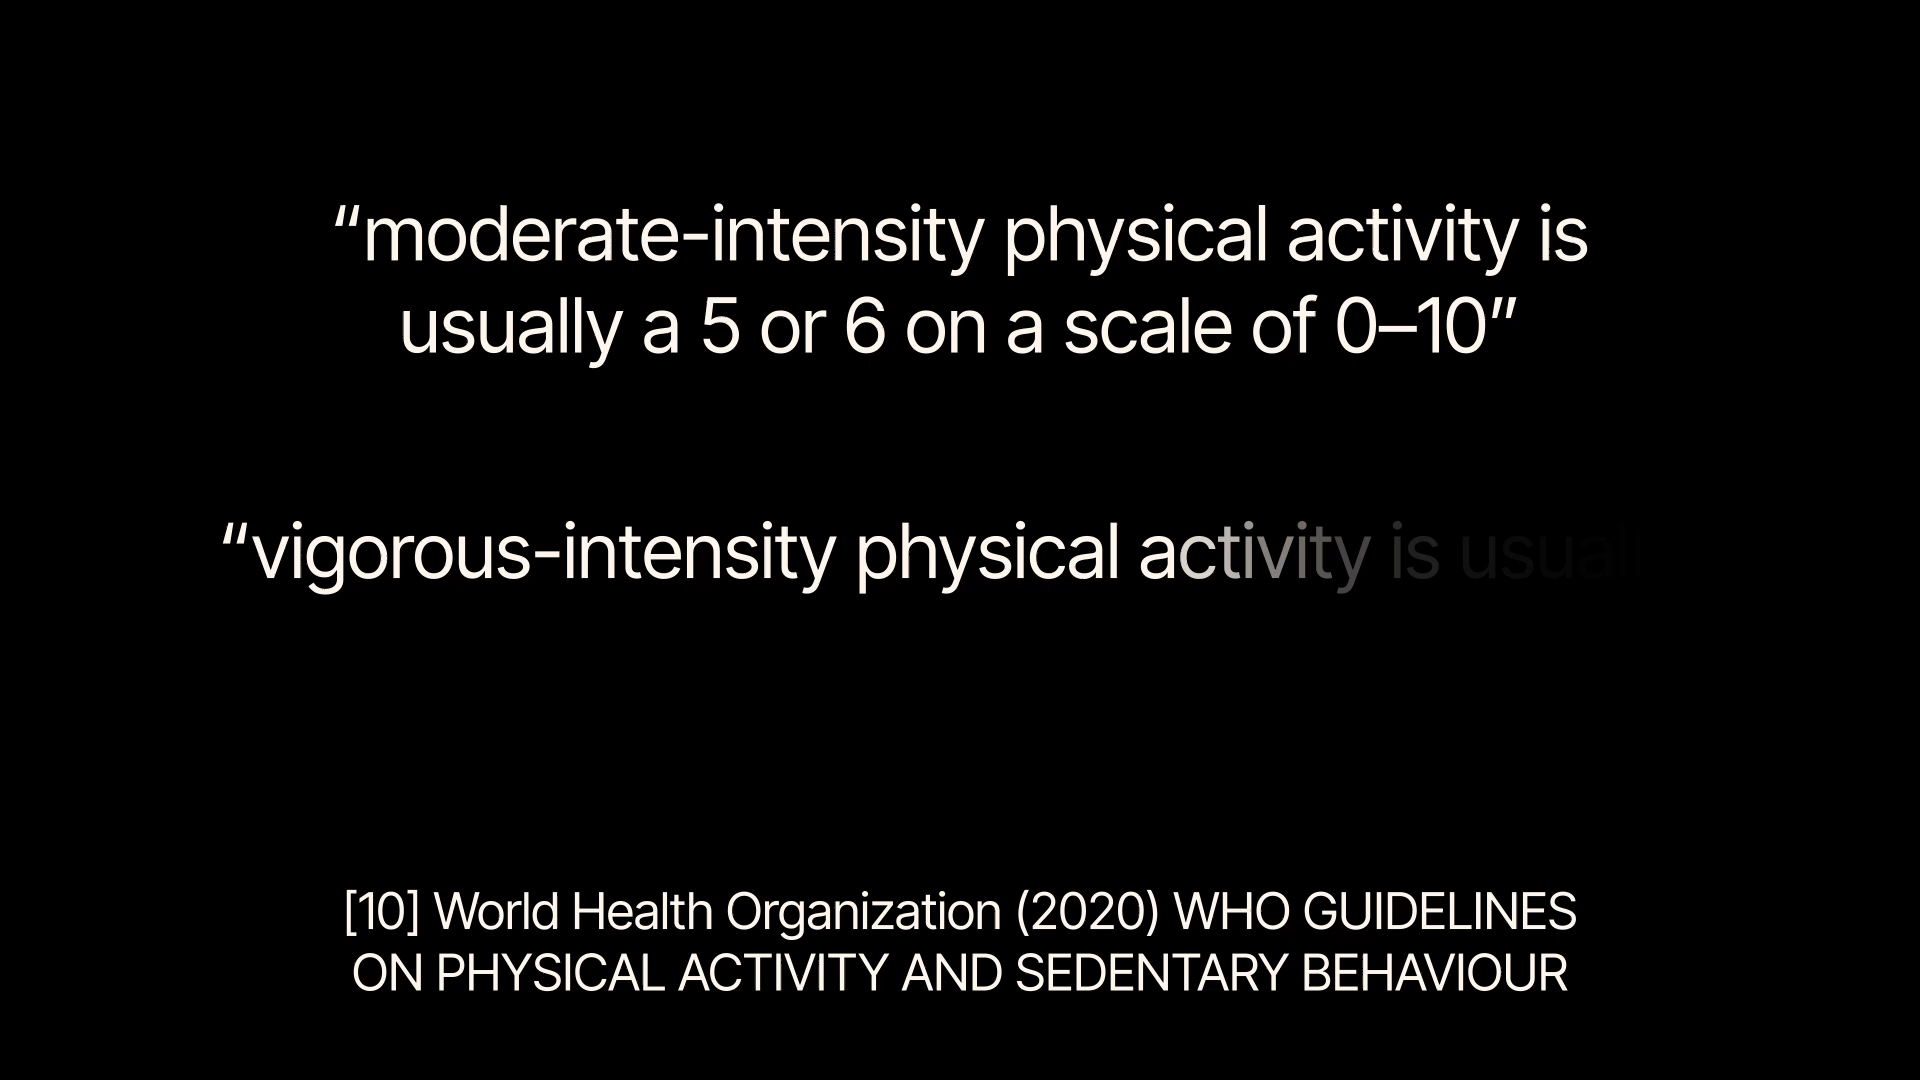 “moderate-intensity physical activity is
usually a 5 or 6 on a scale of 0–10”
“vigorous-intensity physical activity is
[10] World Health Organization (2020) WHO GUIDELINES
ON PHYSICAL ACTIVITY AND SEDENTARY BEHAVIOUR